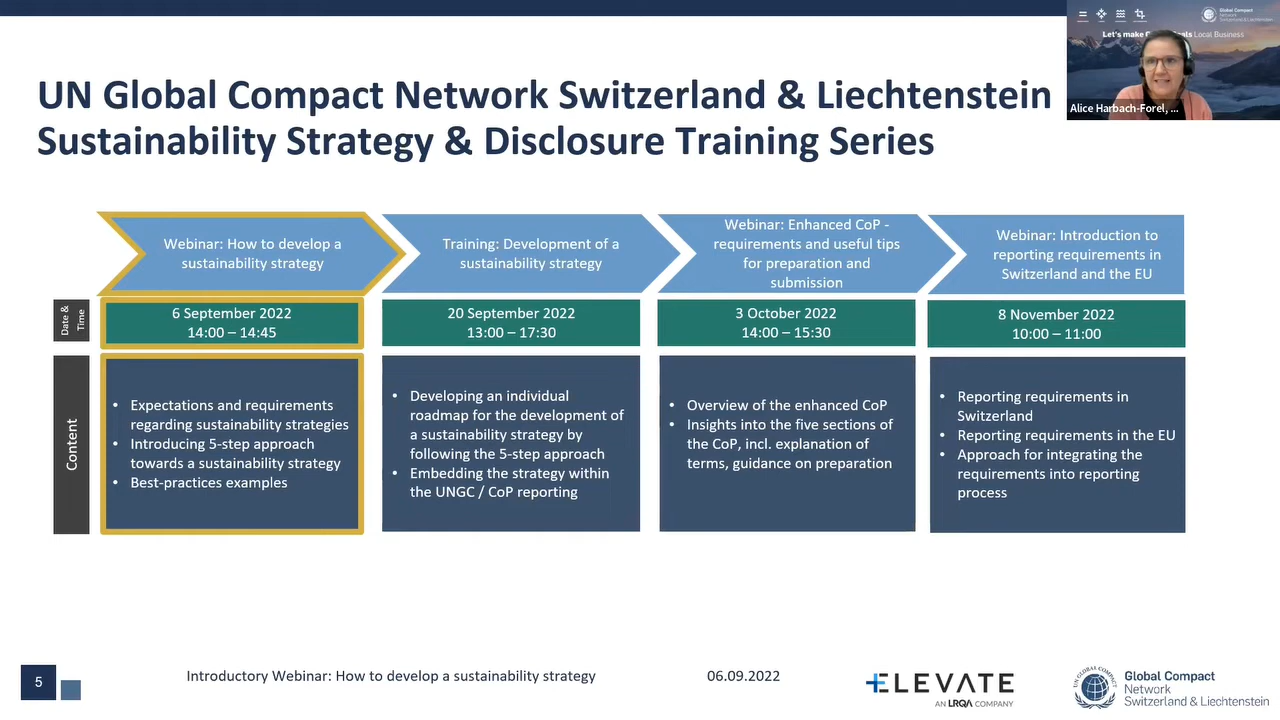 Global Compact
Network
Switzerland & Liechtenstein
Let's make Local Business
Alice Harbach-Forel, ...
UN Global Compact Network Switzerland & Liechtenstein
Sustainability Strategy & Disclosure Training Series
Webinar: How to develop a
sustainability strategy
Training: Development of a
sustainability strategy
Webinar: Enhanced CoP -
requirements and useful tips
for preparation and
submission
Webinar: Introduction to
reporting requirements in
Switzerland and the EU
Date &
Time
6 September 2022
14:00 – 14:45
20 September 2022
13:00 – 17:30
3 October 2022
14:00 – 15:30
8 November 2022
10:00 – 11:00
Content
• Expectations and requirements
regarding sustainability strategies
• Introducing 5-step approach
towards a sustainability strategy
• Best-practices examples
• Developing an individual
roadmap for the development of
a sustainability strategy by
following the 5-step approach
• Embedding the strategy within
the UNGC / CoP reporting
• Overview of the enhanced CoP
• Insights into the five sections of
the CoP, incl. explanation of
terms, guidance on preparation
• Reporting requirements in
Switzerland
• Reporting requirements in the EU
• Approach for integrating the
requirements into reporting
process
5
Introductory Webinar: How to develop a sustainability strategy
06.09.2022
ELEVATE
AN LRQA COMPANY
UN GLOBAL COMPACT
Global Compact
Network
Switzerland & Liechtenstein